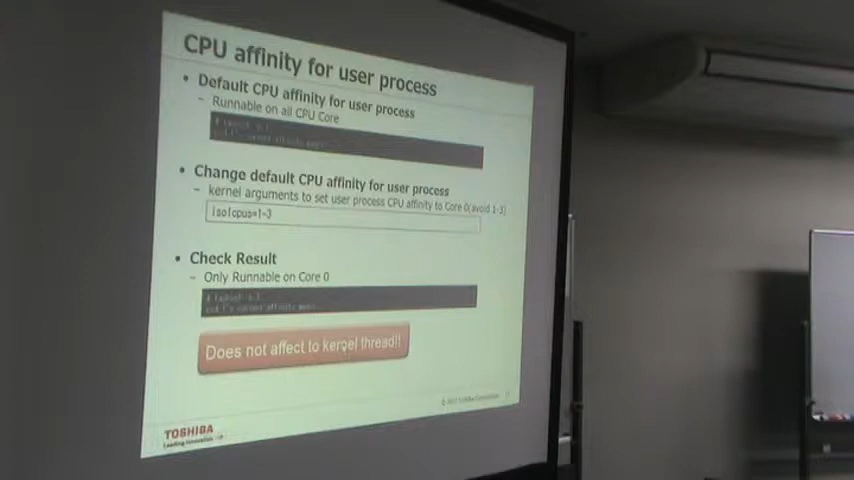 CPU affinity for user process
• Default CPU affinity for user process
– Runnable on all CPU Core
• Change default CPU affinity for user process
– kernel arguments to set user process CPU affinity to Core 0(avoid 1-3)
isolcpus=1-3
• Check Result
– Only Runnable on Core 0
Does not affect to kernel thread!!
TOSHIBA
Leading Innovation